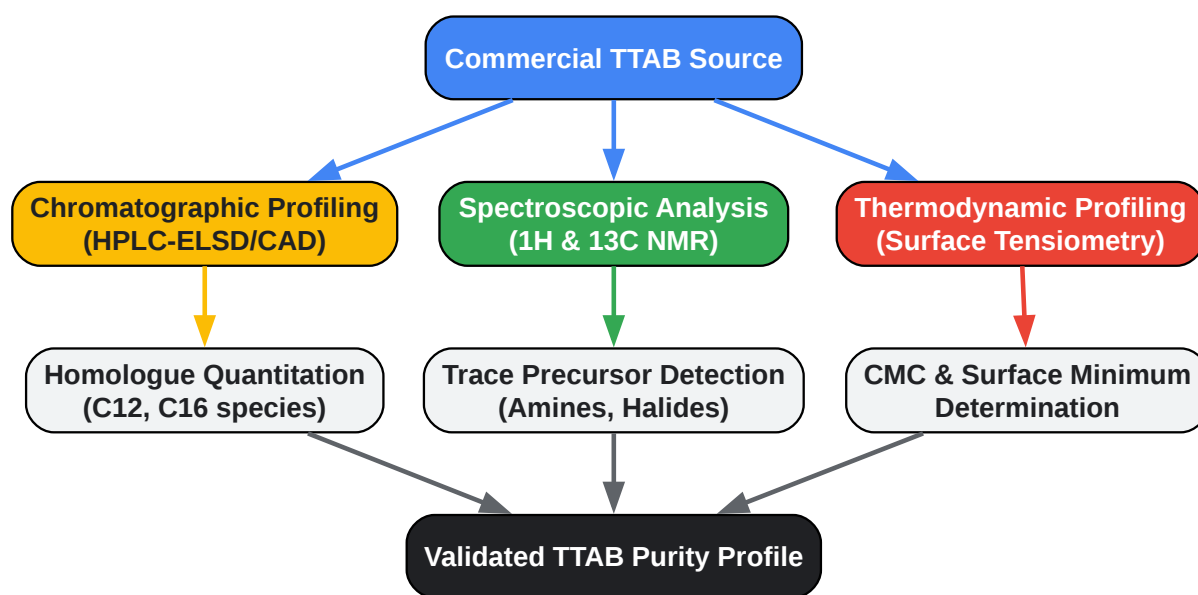 Commercial TTAB Source
Chromatographic Profiling
(HPLC-ELSD/CAD)
Spectroscopic Analysis
(1H & 13C NMR)
Thermodynamic Profiling
(Surface Tensiometry)
Homologue Quantitation
(C12, C16 species)
Trace Precursor Detection
(Amines, Halides)
CMC & Surface Minimum
Determination
Validated TTAB Purity Profile